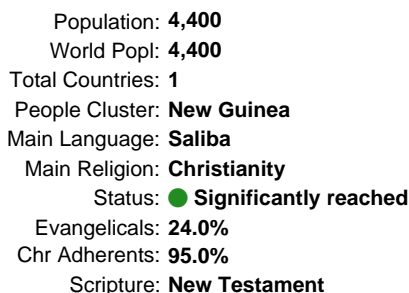 Population: 4,400
World Popl: 4,400
Total Countries: 1
People Cluster: New Guinea
Main Language: Saliba
Main Religion: Christianity
Status: Significantly reached
Evangelicals: 24.0%
Chr Adherents: 95.0%
Scripture: New Testament